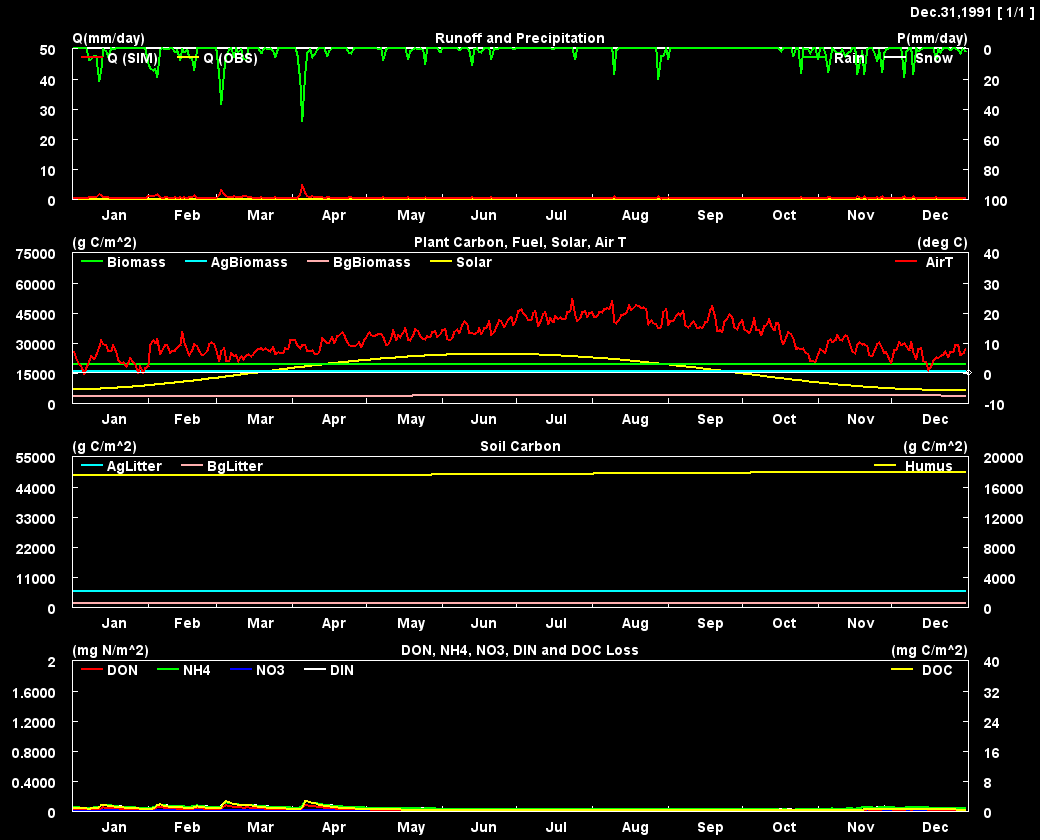 Dec.31,1991 [ 1/1 ]
Q(mm/day) Runoff and Precipitation P(mm/day)
50 0
Q (SIM) Q (OBS) Rain Snow
40 20
30 40
20 60
10 80
0 100
Jan Feb Mar Apr May Jun Jul Aug Sep Oct Nov Dec
(g C/m^2) Plant Carbon, Fuel, Solar, Air T (deg C)
75000 40
Biomass AgBiomass BgBiomass Solar AirT
60000 30
45000 20
30000 10
15000 0
0 -10
Jan Feb Mar Apr May Jun Jul Aug Sep Oct Nov Dec
(g C/m^2) Soil Carbon (g C/m^2)
55000 20000
AgLitter BgLitter Humus
44000 16000
33000 12000
22000 8000
11000 4000
0 0
Jan Feb Mar Apr May Jun Jul Aug Sep Oct Nov Dec
(mg N/m^2) DON, NH4, NO3, DIN and DOC Loss (mg C/m^2)
2 40
DON NH4 NO3 DIN DOC
1.6000 32
1.2000 24
0.8000 16
0.4000 8
0 0
Jan Feb Mar Apr May Jun Jul Aug Sep Oct Nov Dec